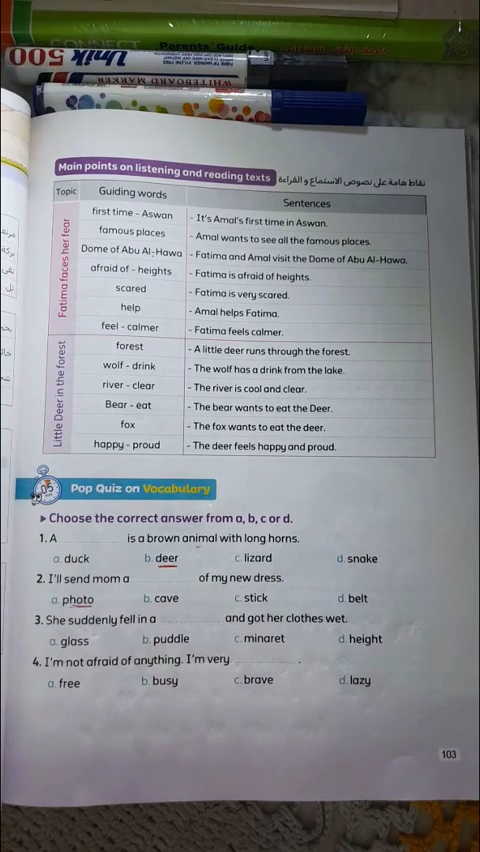 CONNECT Parents' Guide
Unik 500
WHITEBOARD MARKER
Main points on listening and reading texts نقاط هامة على نصوص الاستماع و القراءة
Topic Guiding words Sentences
Fatima faces her fear
first time - Aswan - It's Amal's first time in Aswan.
famous places - Amal wants to see all the famous places.
Dome of Abu Al-Hawa - Fatima and Amal visit the Dome of Abu Al-Hawa.
afraid of - heights - Fatima is afraid of heights.
scared - Fatima is very scared.
help - Amal helps Fatima.
feel - calmer - Fatima feels calmer.
Little Deer in the forest
forest - A little deer runs through the forest.
wolf - drink - The wolf has a drink from the lake.
river - clear - The river is cool and clear.
Bear - eat - The bear wants to eat the Deer.
fox - The fox wants to eat the deer.
happy - proud - The deer feels happy and proud.
05
Pop Quiz on Vocabulary
▶ Choose the correct answer from a, b, c or d.
1. A .................... is a brown animal with long horns.
a. duck b. deer c. lizard d. snake
2. I'll send mom a .................... of my new dress.
a. photo b. cave c. stick d. belt
3. She suddenly fell in a .................... and got her clothes wet.
a. glass b. puddle c. minaret d. height
4. I'm not afraid of anything. I'm very .................... .
a. free b. busy c. brave d. lazy
103